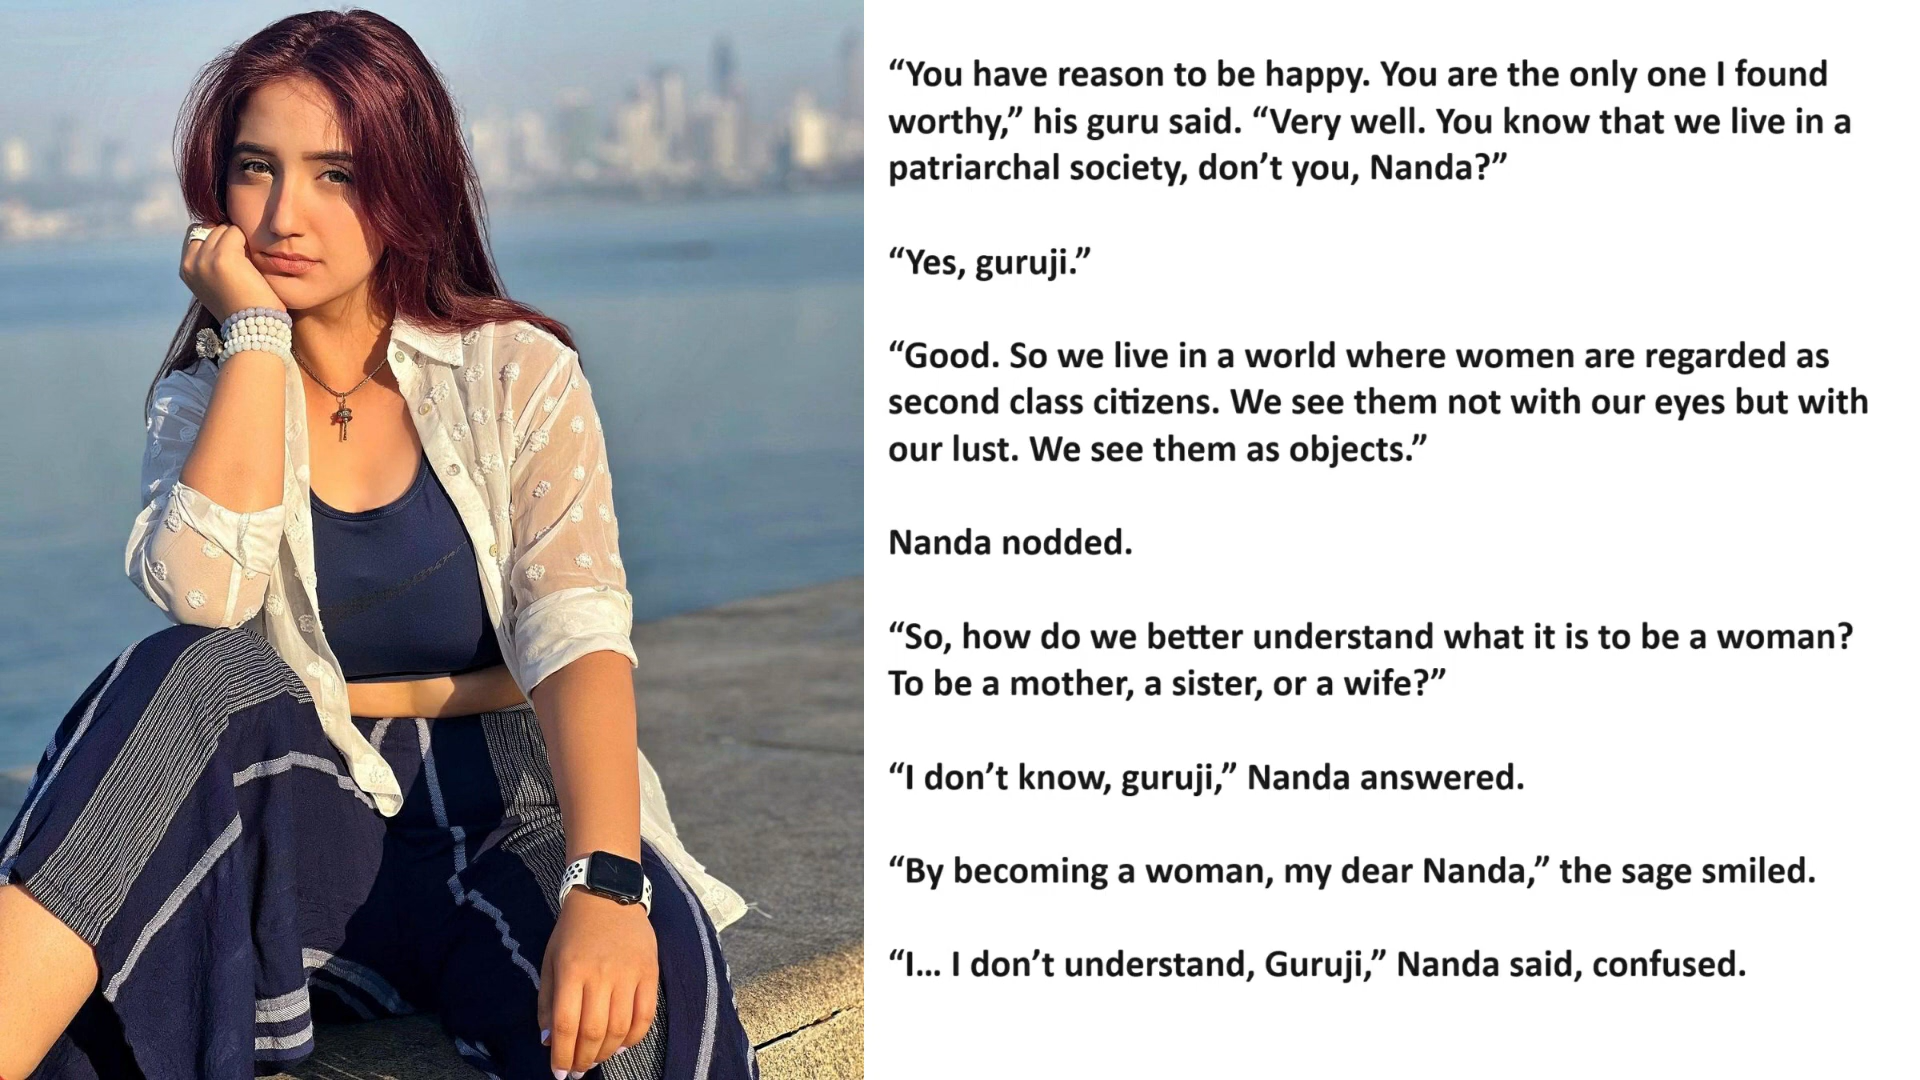 “You have reason to be happy. You are the only one I found
worthy,” his guru said. “Very well. You know that we live in a
patriarchal society, don’t you, Nanda?”
“Yes, guruji.”
“Good. So we live in a world where women are regarded as
second class citizens. We see them not with our eyes but with
our lust. We see them as objects.”
Nanda nodded.
“So, how do we better understand what it is to be a woman?
To be a mother, a sister, or a wife?”
“I don’t know, guruji,” Nanda answered.
“By becoming a woman, my dear Nanda,” the sage smiled.
“I… I don’t understand, Guruji,” Nanda said, confused.